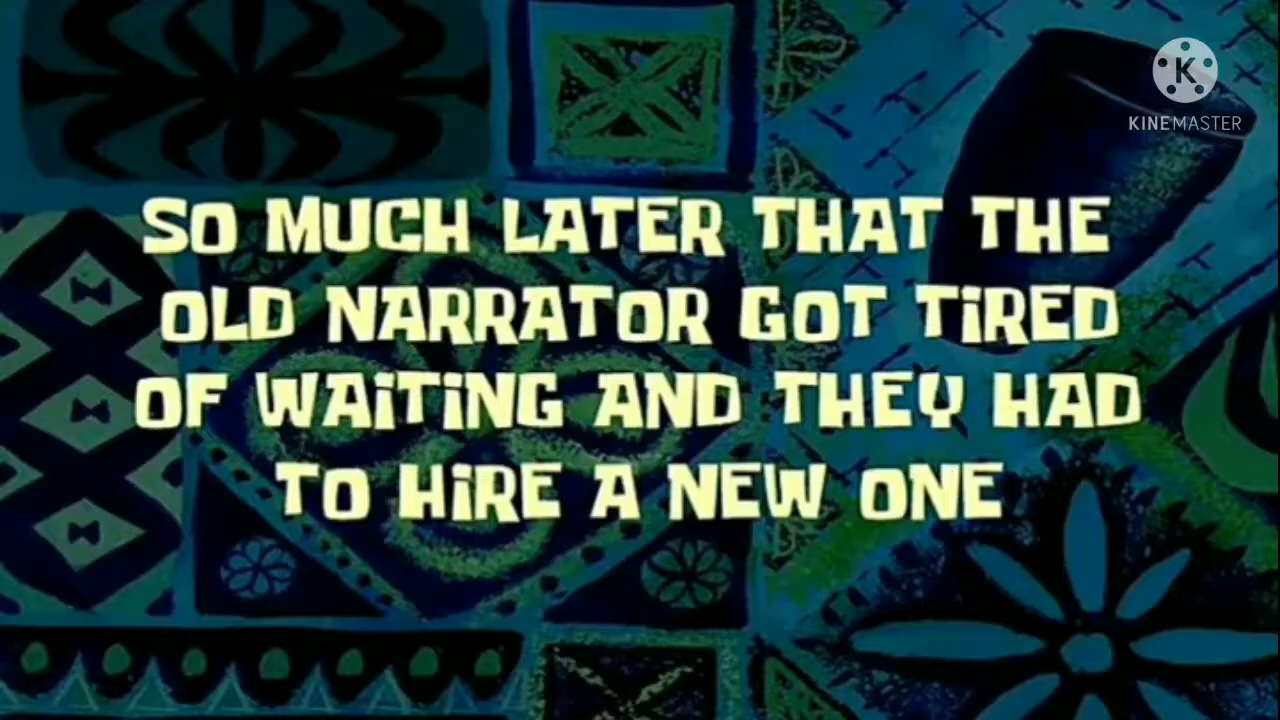 KINEMASTER
SO MUCH LATER THAT THE
OLD NARRATOR GOT TiRED
OF WAiTiNG AND THEY HAD
TO HiRE A NEW ONE